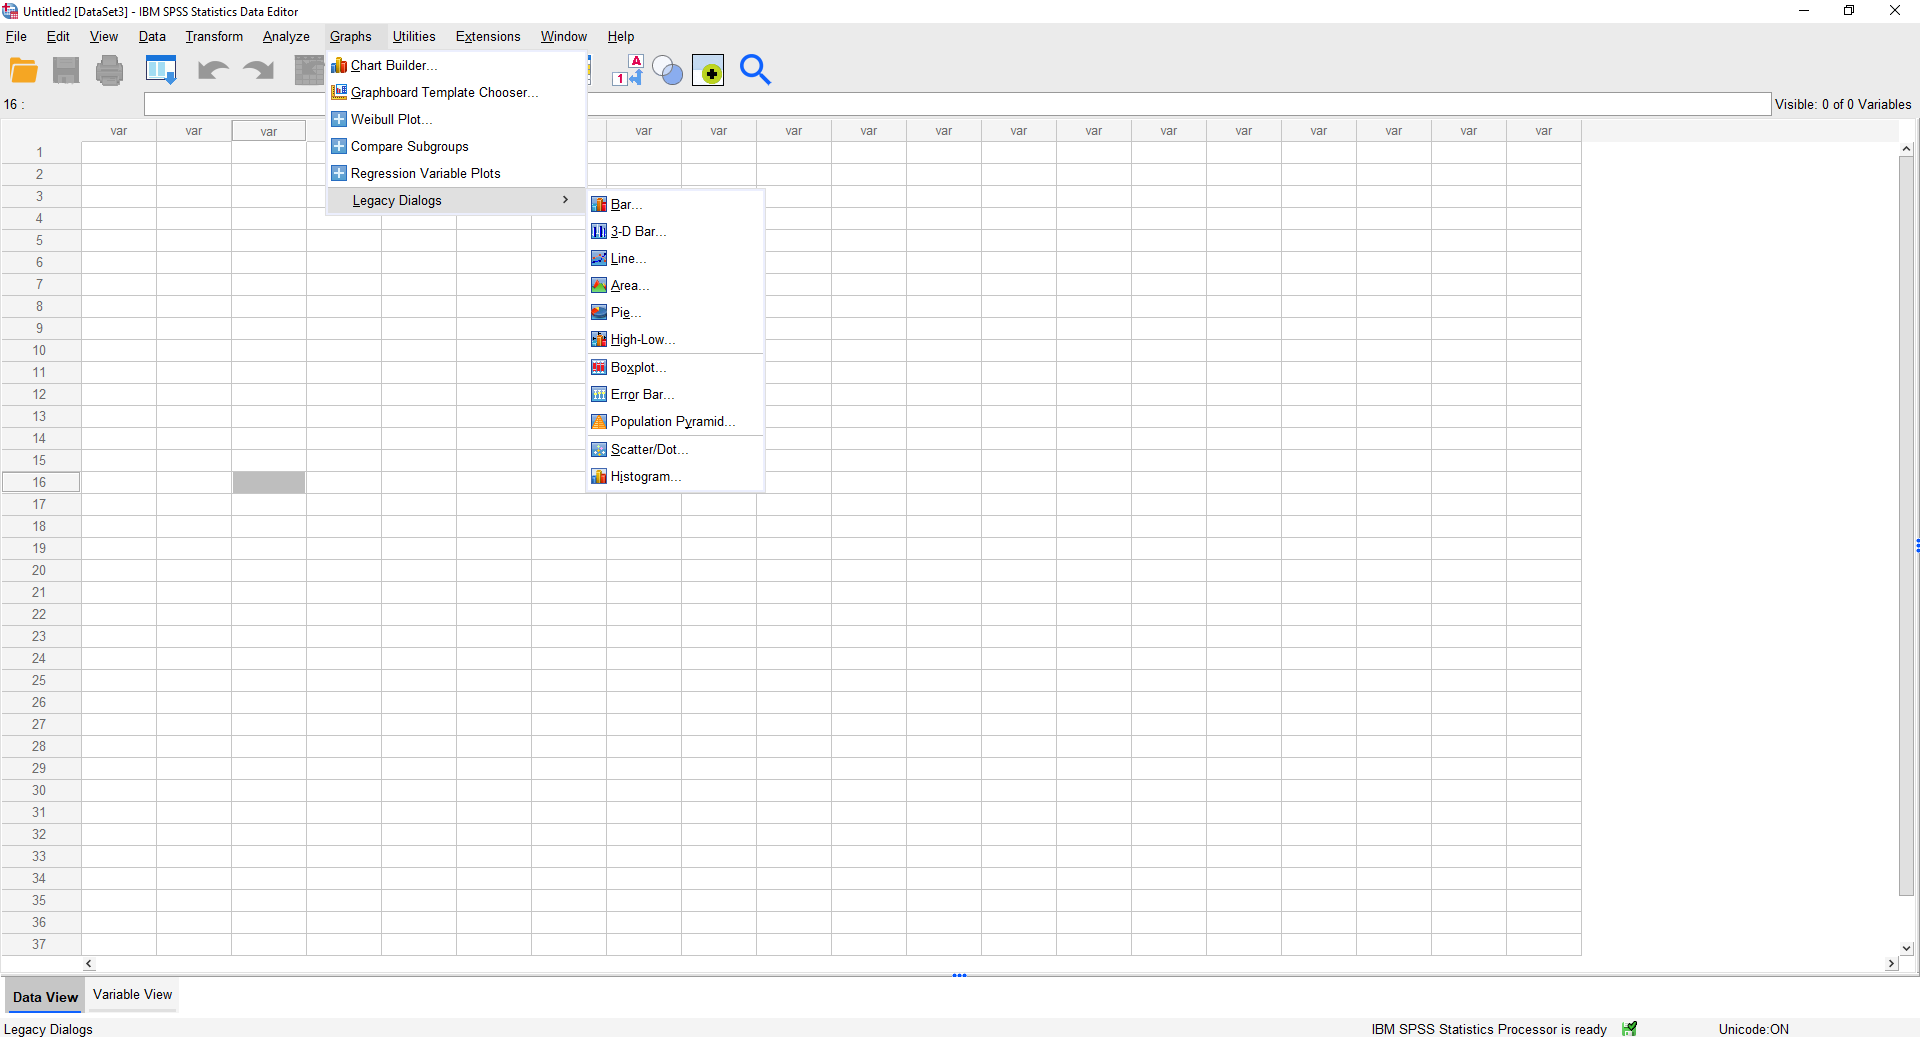 Untitled2 [DataSet3] - IBM SPSS Statistics Data Editor
File Edit View Data Transform Analyze Graphs Utilities Extensions Window Help
A
1
16 :
Visible: 0 of 0 Variables
Chart Builder...
Graphboard Template Chooser...
Weibull Plot...
Compare Subgroups
Regression Variable Plots
Legacy Dialogs
Bar...
3-D Bar...
Line...
Area...
Pie...
High-Low...
Boxplot...
Error Bar...
Population Pyramid...
Scatter/Dot...
Histogram...
var var var var var var var var var var var var var var var var
1
2
3
4
5
6
7
8
9
10
11
12
13
14
15
16
17
18
19
20
21
22
23
24
25
26
27
28
29
30
31
32
33
34
35
36
37
Data View Variable View
Legacy Dialogs
IBM SPSS Statistics Processor is ready
Unicode:ON